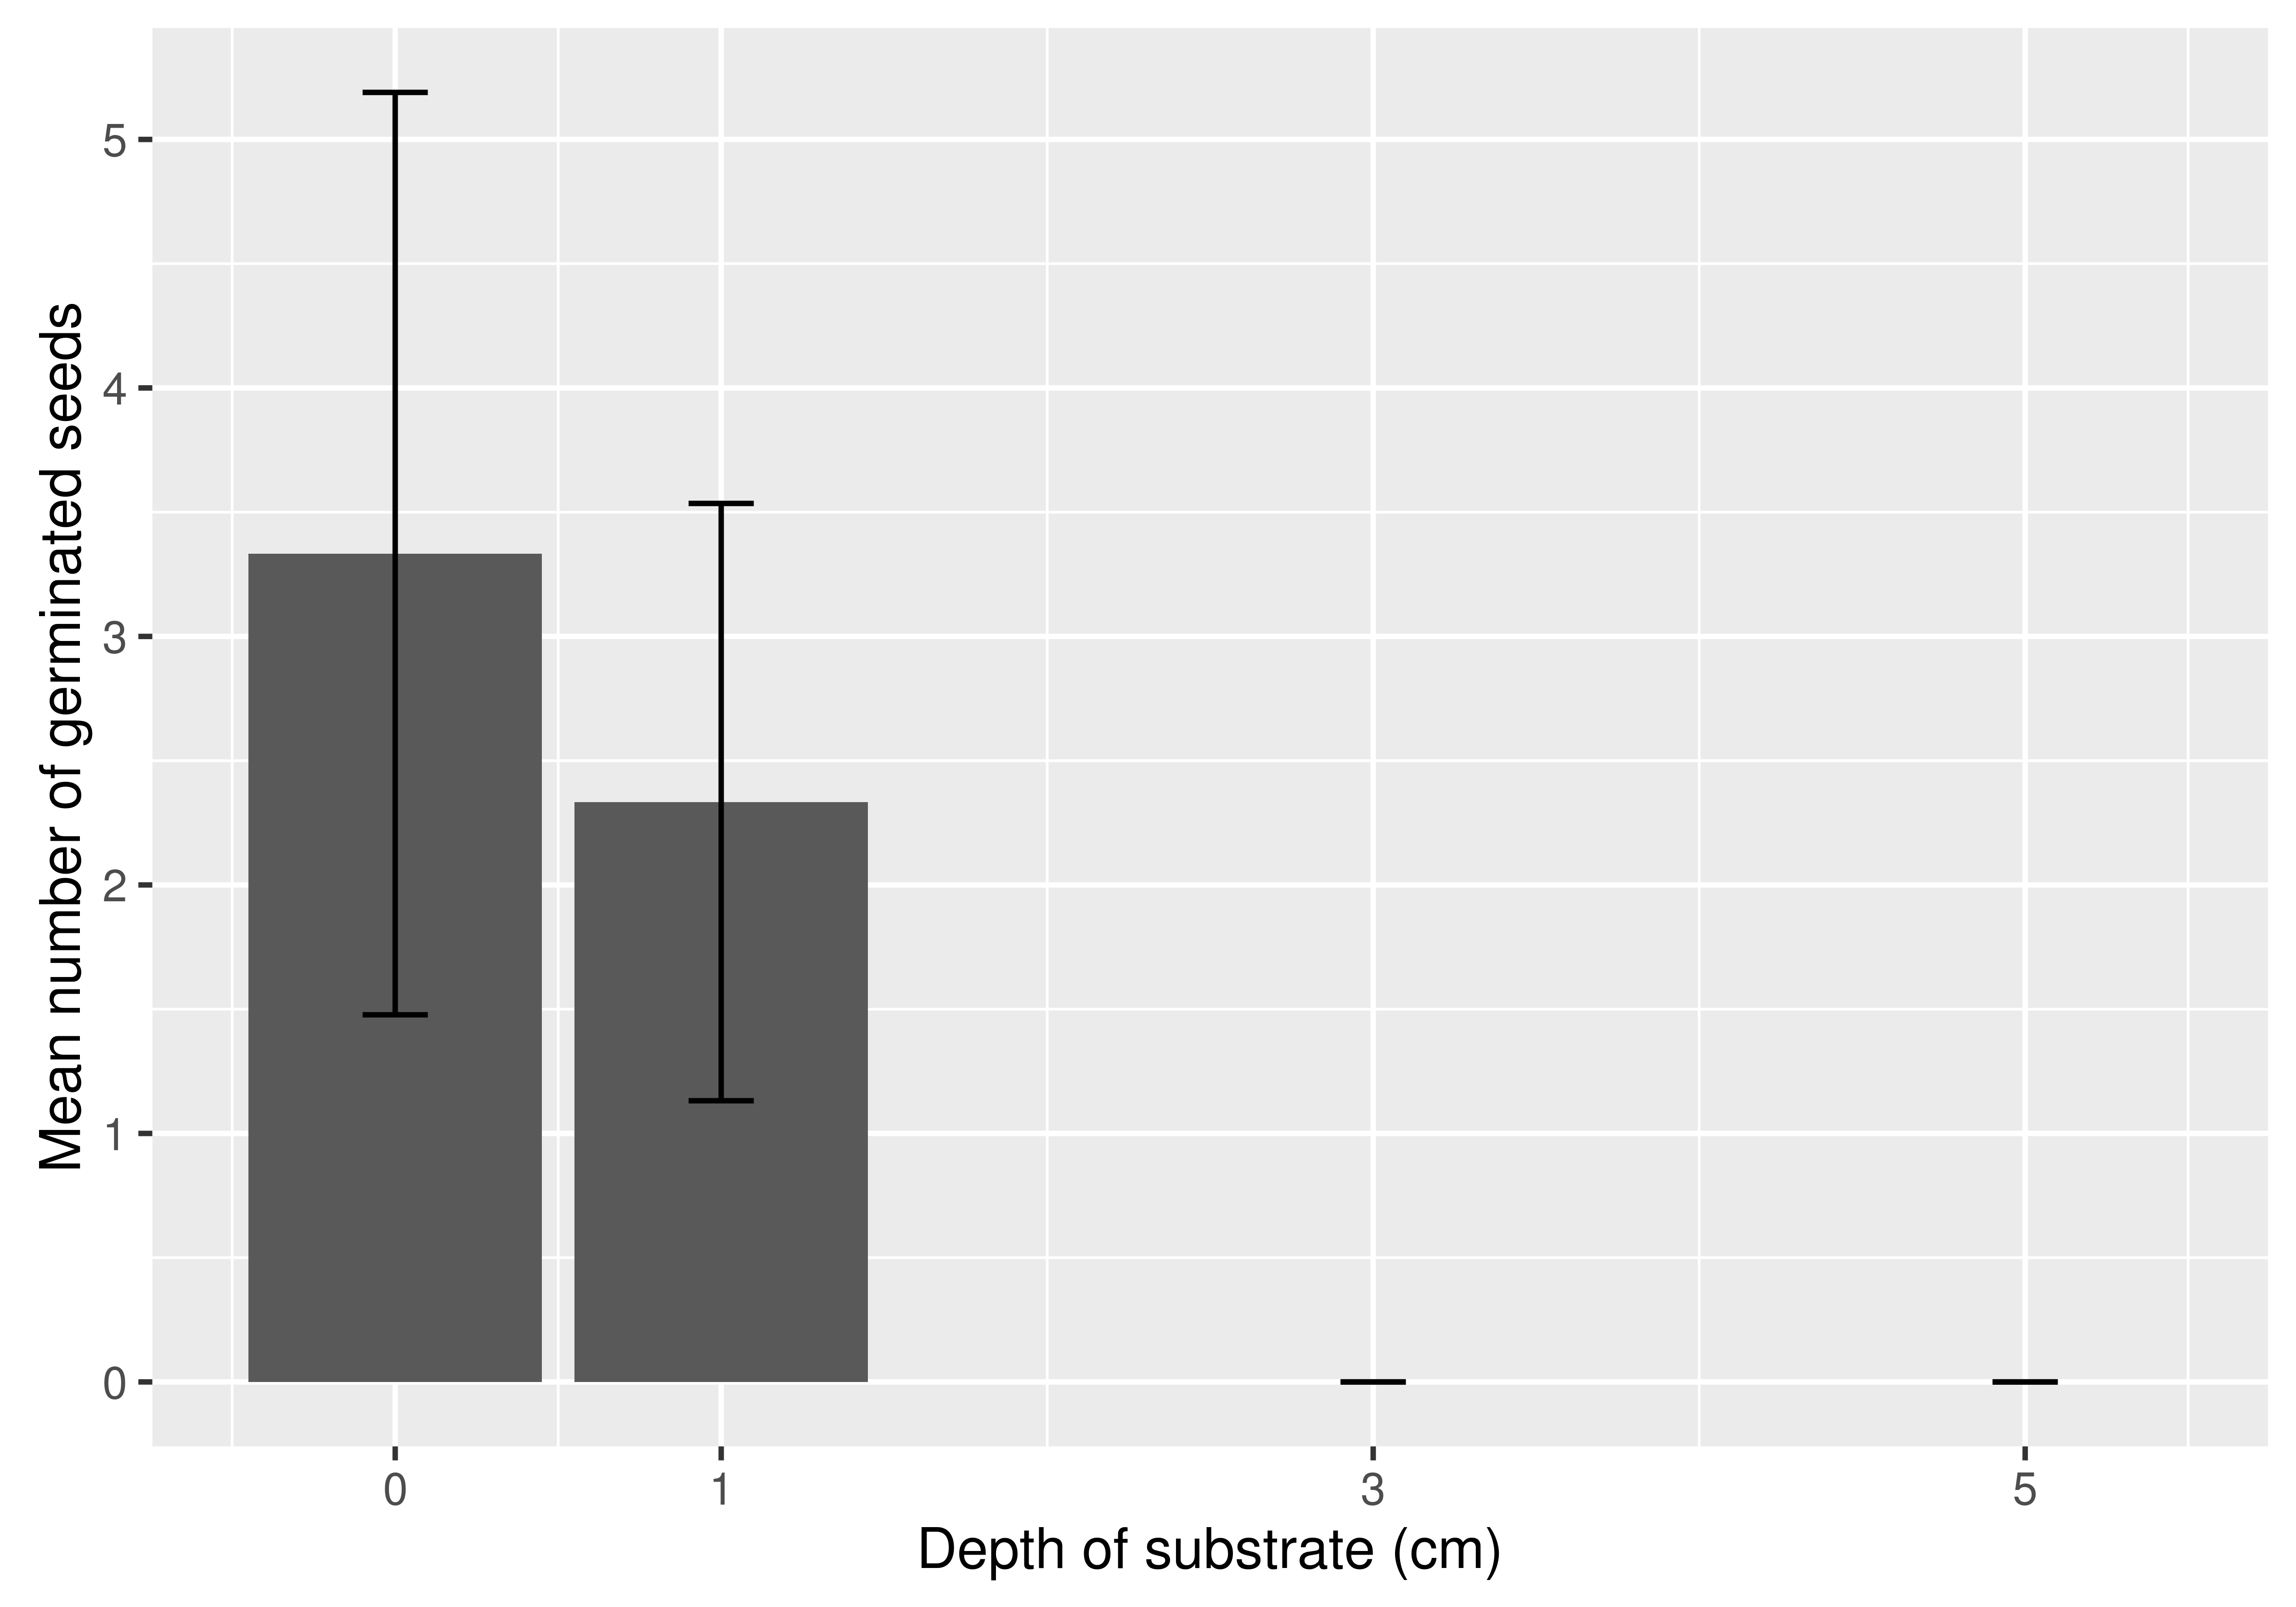 Mean number of germinated seeds
5
4
3
2
1
0
0 1 3 5
Depth of substrate (cm)